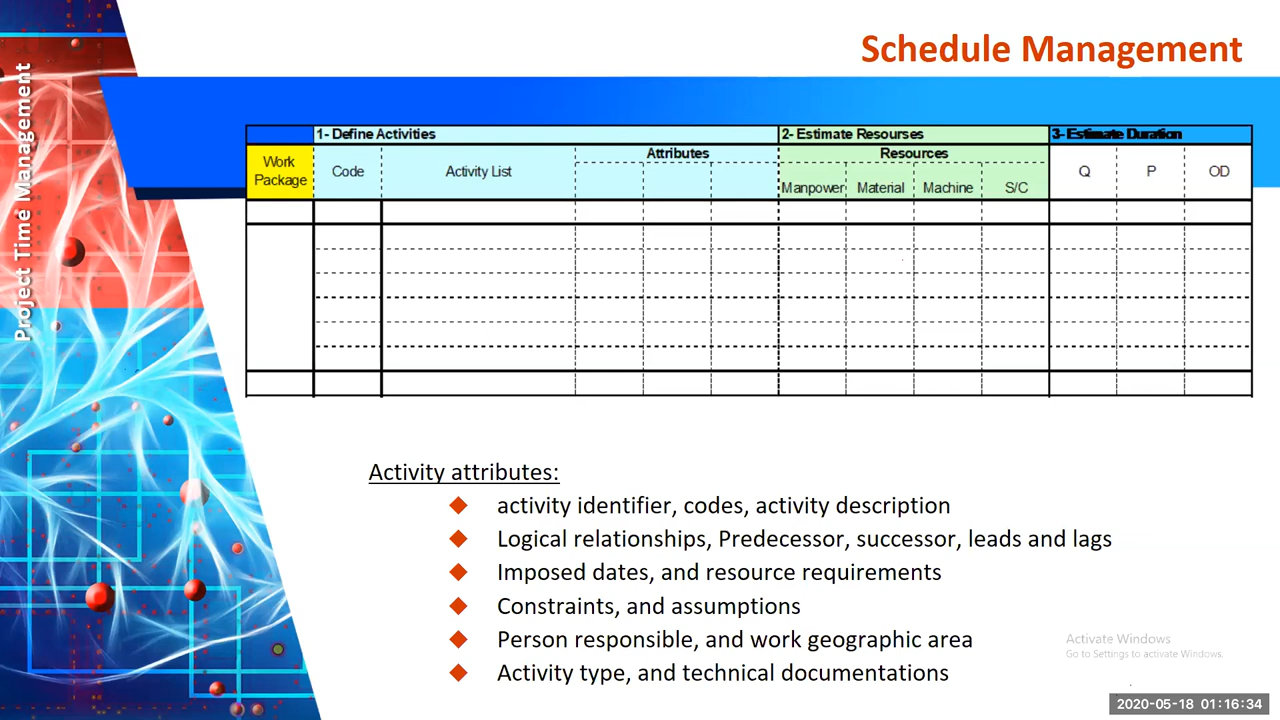 Schedule Management
Project Time Management
1- Define Activities 2- Estimate Resourses 3- Estimate Duration
Work Package Code Activity List Attributes Resources Q P OD
Manpower Material Machine S/C
Activity attributes:
activity identifier, codes, activity description
Logical relationships, Predecessor, successor, leads and lags
Imposed dates, and resource requirements
Constraints, and assumptions
Person responsible, and work geographic area
Activity type, and technical documentations
Activate Windows
Go to Settings to activate Windows.
2020-05-18 01:16:34